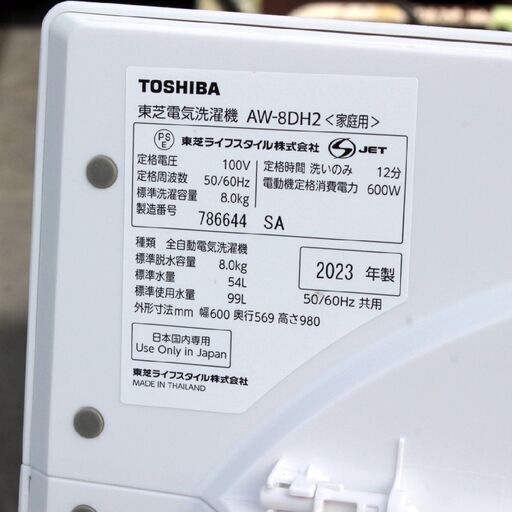 TOSHIBA
東芝電気洗濯機 AW-8DH2 <家庭用>
PS E 東芝ライフスタイル株式会社 S JET
定格電圧 100V 定格時間 洗いのみ 12分
定格周波数 50/60Hz 電動機定格消費電力 600W
標準洗濯容量 8.0kg
製造番号 786644 SA
種類 全自動電気洗濯機
標準脱水容量 8.0kg
標準水量 54L
標準使用水量 99L
2023 年製
50/60Hz 共用
外形寸法mm 幅600 奥行569 高さ980
日本国内専用
Use Only in Japan
東芝ライフスタイル株式会社
MADE IN THAILAND